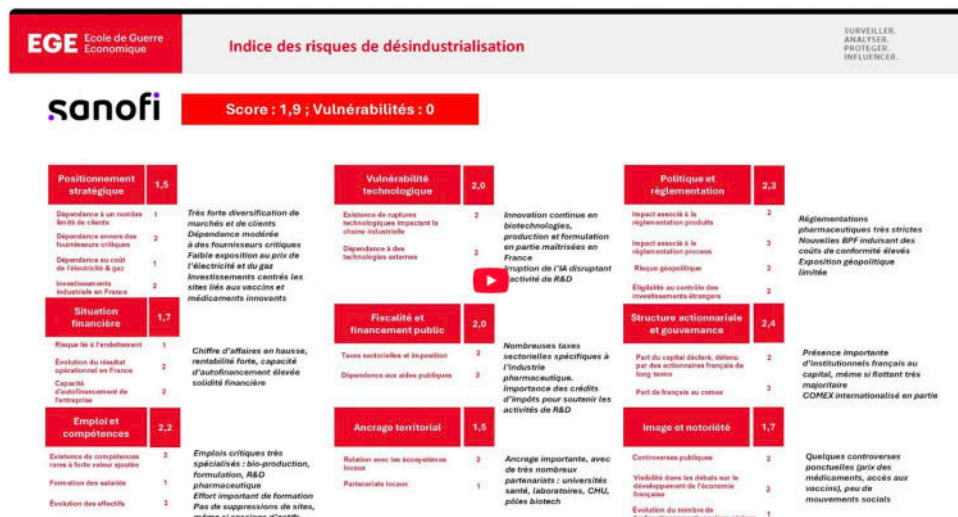 EGE Ecole de Guerre Economique
Indice des risques de désindustrialisation
SURVEILLER.
ANALYSER.
PROTEGER.
INFLUENCER.
sanofi
Score : 1,9 ; Vulnérabilités : 0
Positionnement stratégique 1,5
Dépendance à un nombre limité de clients 1
Dépendance envers des fournisseurs critiques 2
Dépendance au coût de l'électricité & gaz 1
Investissements industriels en France 2
Très forte diversification de
marchés et de clients
Dépendance modérée
à des fournisseurs critiques
Faible exposition au prix de
l'électricité et du gaz
Investissements centrés les
sites liés aux vaccins et
médicaments innovants
Vulnérabilité technologique 2,0
Existence de ruptures technologiques impactant la chaine industrielle 2
Dépendance à des technologies externes 2
Innovation continue en
biotechnologies,
production et formulation
en partie maitrisées en
France
Irruption de l'IA disruptant
l'activité de R&D
Politique et règlementation 2,3
Impact associé à la règlementation produits 2
Impact associé à la règlementation process 3
Risque géopolitique 2
Éligibilité au contrôle des investissements étrangers 2
Réglementations
pharmaceutiques très strictes
Nouvelles BPF induisant des
coûts de conformité élevés
Exposition géopolitique
limitée
Situation financière 1,7
Risque lié à l'endettement 1
Évolution du résultat opérationnel en France 2
Capacité d'autofinancement de l'entreprise 2
Chiffre d'affaires en hausse,
rentabilité forte, capacité
d'autofinancement élevée
solidité financière
Fiscalité et financement public 2,0
Taxes sectorielles et imposition 2
Dépendance aux aides publiques 2
Nombreuses taxes
sectorielles spécifiques à
l'industrie
pharmaceutique.
Importance des crédits
d'impôts pour soutenir les
activités de R&D
Structure actionnariale et gouvernance 2,4
Part du capital déclaré, détenu par des actionnaires français de long terme 2
Part de français au comex 3
Présence importante
d'institutionnels français au
capital, même si flottant très
majoritaire
COMEX internationalisé en partie
Emploi et compétences 2,2
Existence de compétences rares à forte valeur ajoutée 2
Formation des salariés 1
Évolution des effectifs 3
Emplois critiques très
spécialisés : bio-production,
formulation, R&D
pharmaceutique
Effort important de formation
Pas de suppressions de sites,
Ancrage territorial 1,5
Relation avec les écosystèmes locaux 2
Partenariats locaux 1
Ancrage importante, avec
de très nombreux
partenariats : universités
santé, laboratoires, CHU,
pôles biotech
Image et notoriété 1,7
Controverses publiques 2
Visibilité dans les débats sur le développement de l'économie française 2
Évolution du nombre de 1
Quelques controverses
ponctuelles (prix des
médicaments, accès aux
vaccins), peu de
mouvements socials